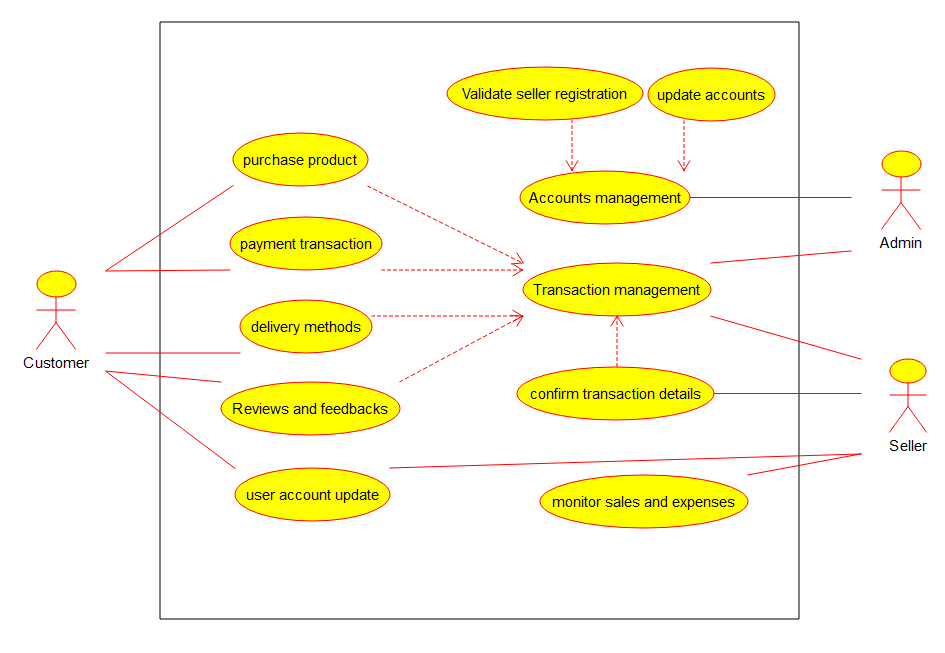 Validate seller registration
update accounts
purchase product
Accounts management
Admin
payment transaction
Transaction management
delivery methods
Customer
confirm transaction details
Reviews and feedbacks
Seller
user account update
monitor sales and expenses